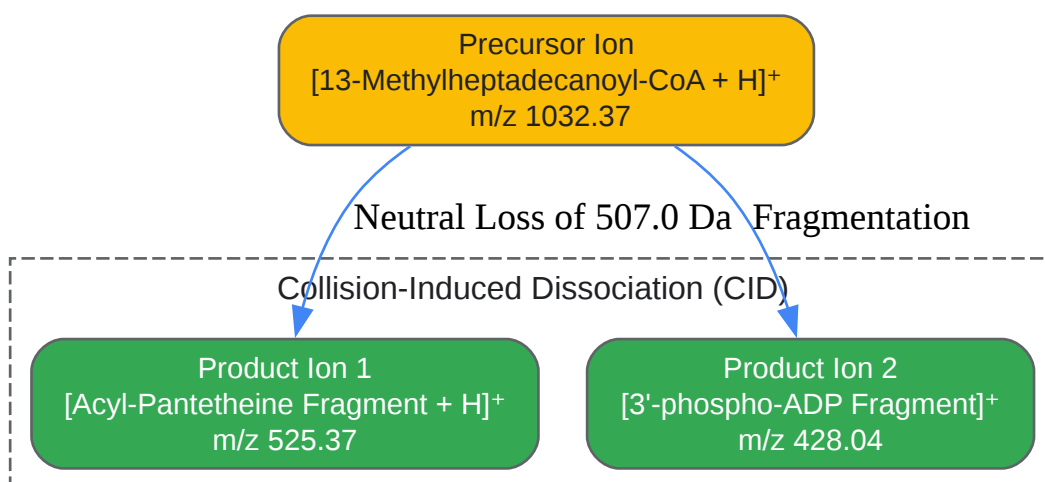 Precursor Ion
[13-Methylheptadecanoyl-CoA + H]⁺
m/z 1032.37
Neutral Loss of 507.0 Da
Fragmentation
Collision-Induced Dissociation (CID)
Product Ion 1
[Acyl-Pantetheine Fragment + H]⁺
m/z 525.37
Product Ion 2
[3'-phospho-ADP Fragment]⁺
m/z 428.04